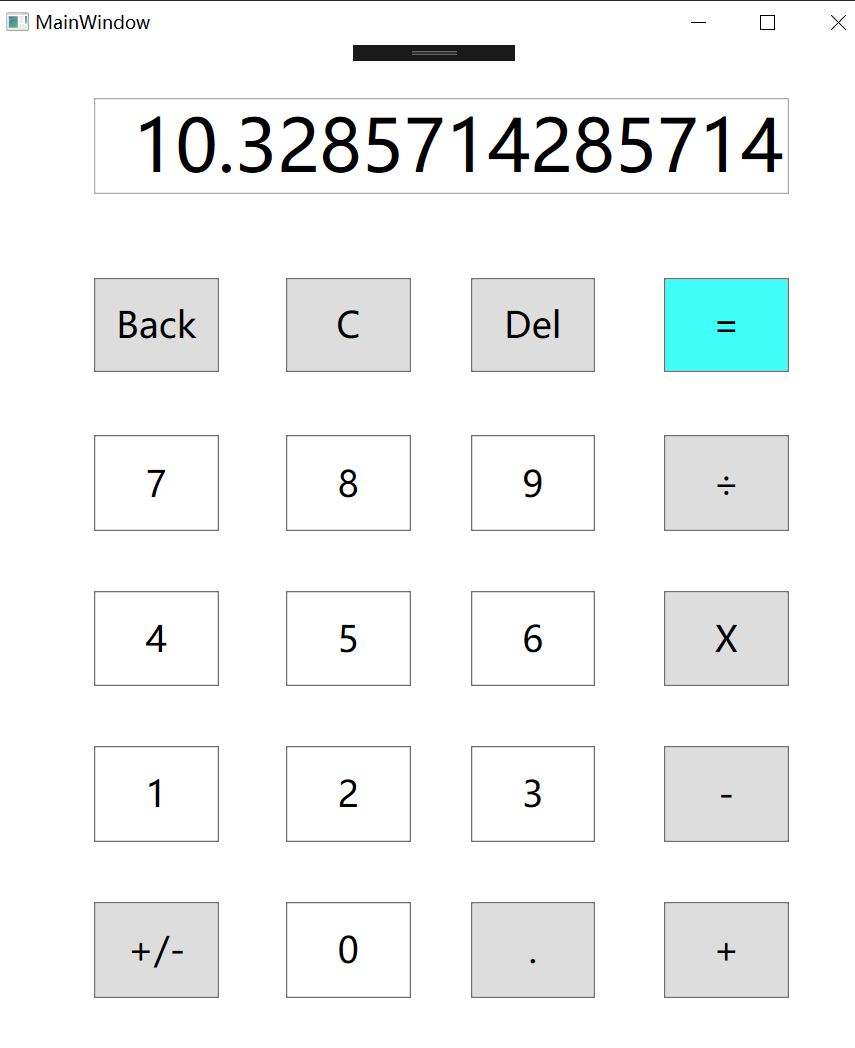 MainWindow
10.3285714285714
Back C Del =
7 8 9 ÷
4 5 6 X
1 2 3 -
+/- 0 . +